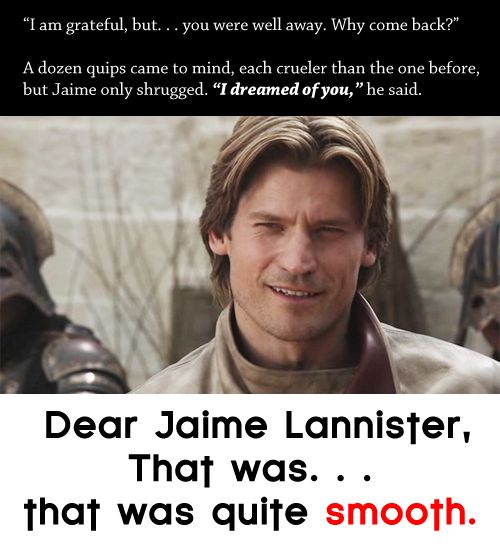 “I am grateful, but. . . you were well away. Why come back?”
A dozen quips came to mind, each crueler than the one before,
but Jaime only shrugged. “I dreamed of you,” he said.
Dear Jaime Lannister,
That was. . .
that was quite smooth.